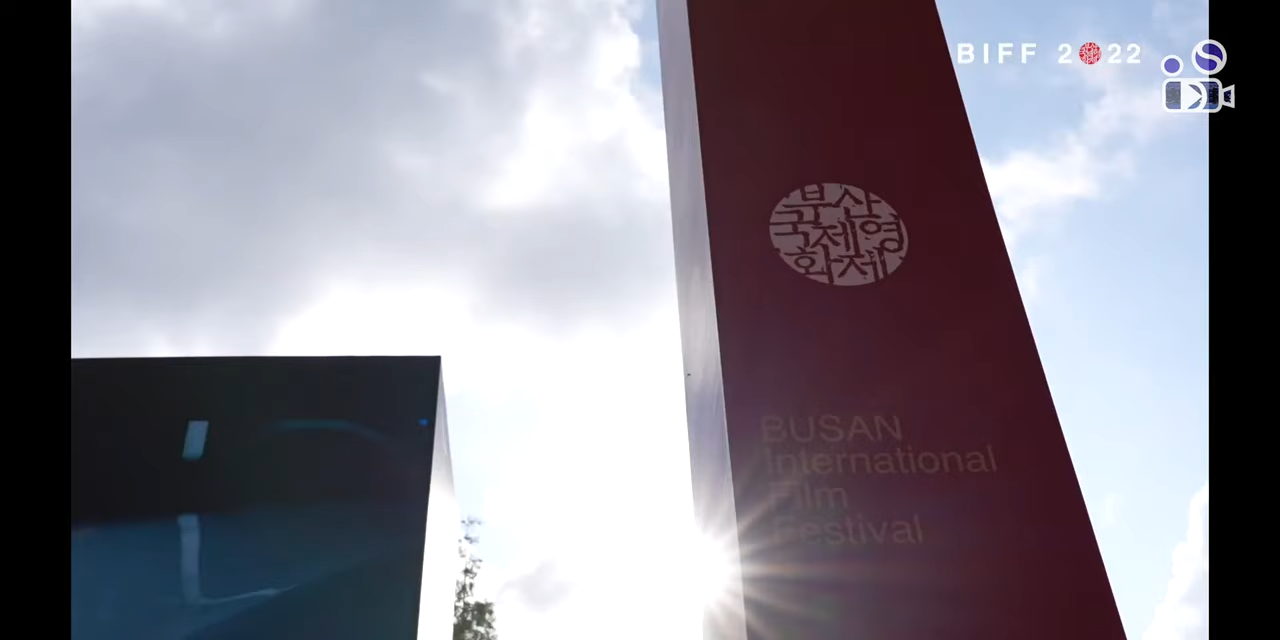 BIFF 2022
부산
국제영
화제
BUSAN
International
Film
Festival